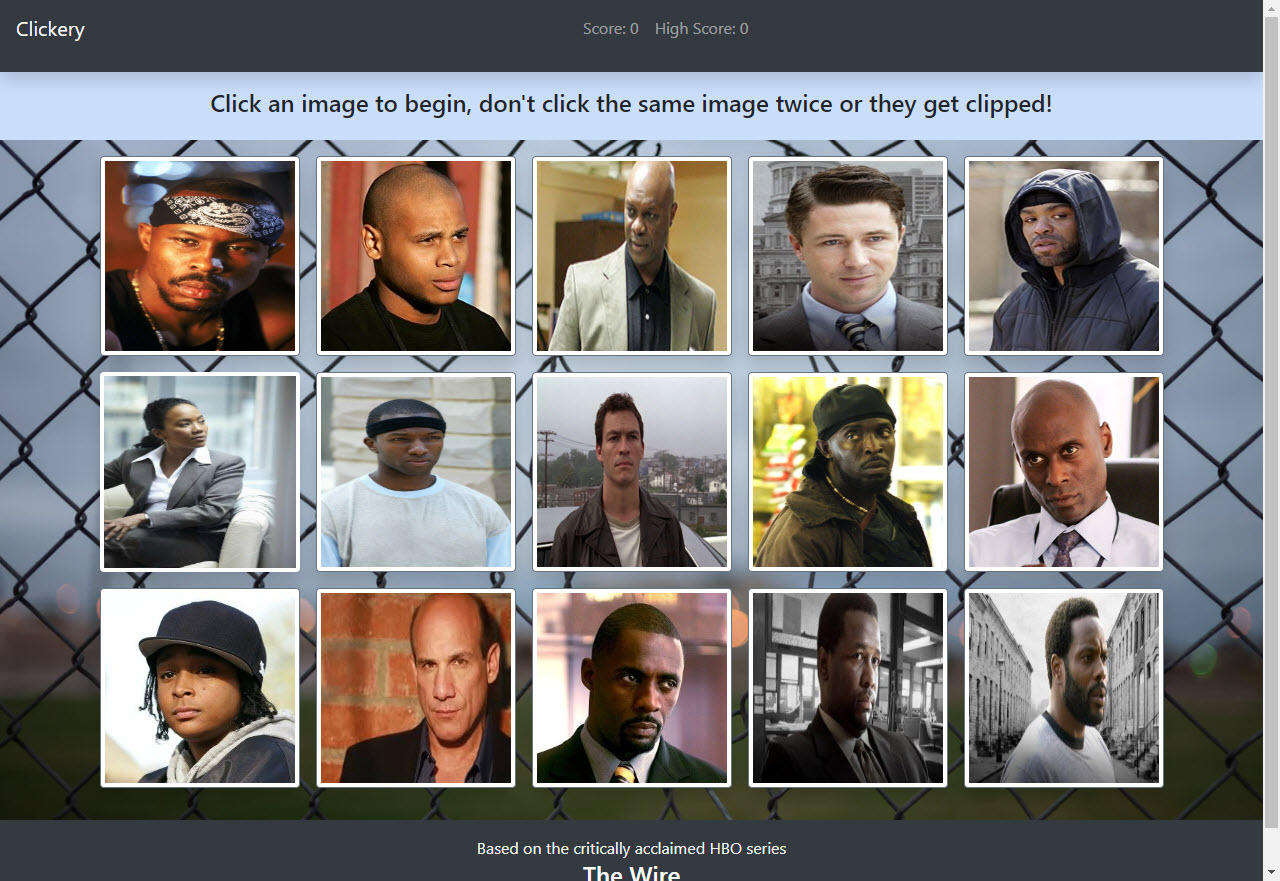 Clickery
Score: 0 High Score: 0
Click an image to begin, don't click the same image twice or they get clipped!
Based on the critically acclaimed HBO series
The Wire